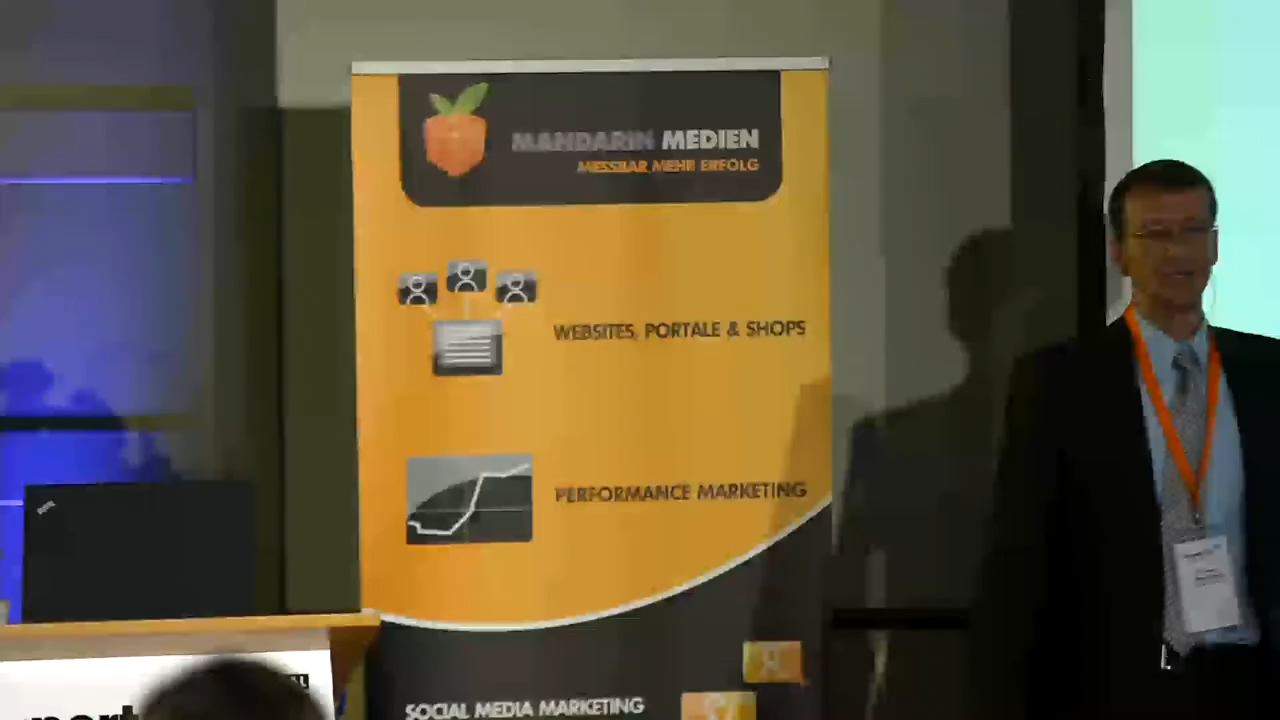 MANDARIN MEDIEN
MESSBAR MEHR ERFOLG
WEBSITES, PORTALE & SHOPS
PERFORMANCE MARKETING
SOCIAL MEDIA MARKETING